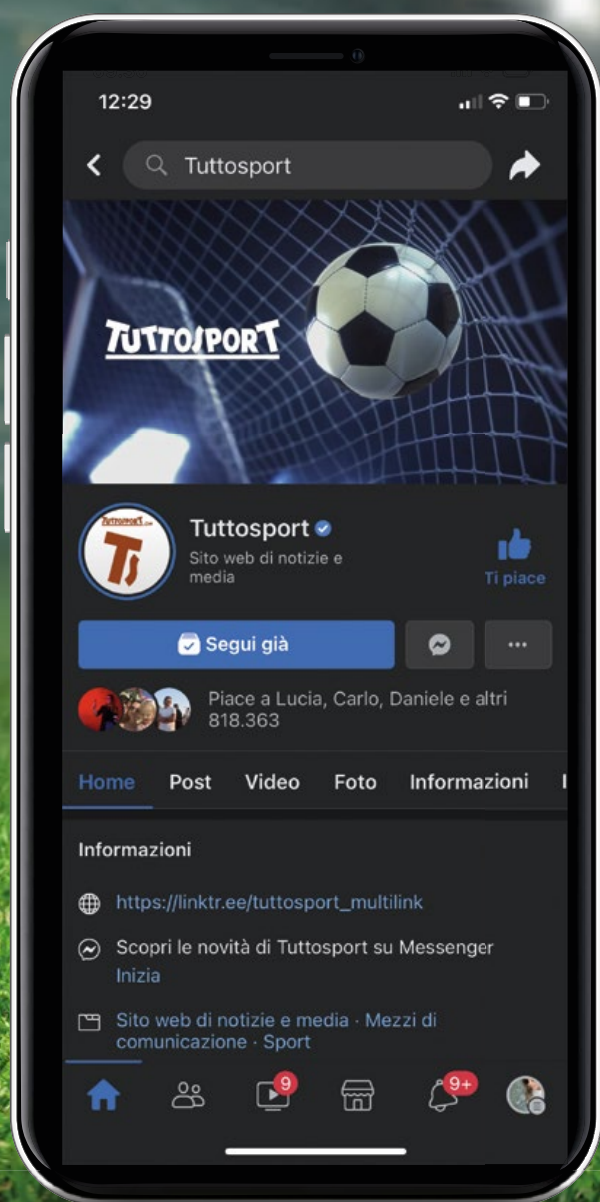 12:29
Tuttosport
TUTTOSPORT
TUTTOSPORT
Ts
Tuttosport
Sito web di notizie e
media
Ti piace
Segui già
Piace a Lucia, Carlo, Daniele e altri
818.363
Home Post Video Foto Informazioni
Informazioni
https://linktr.ee/tuttosport_multilink
Scopri le novità di Tuttosport su Messenger
Inizia
Sito web di notizie e media · Mezzi di
comunicazione · Sport
9
9+